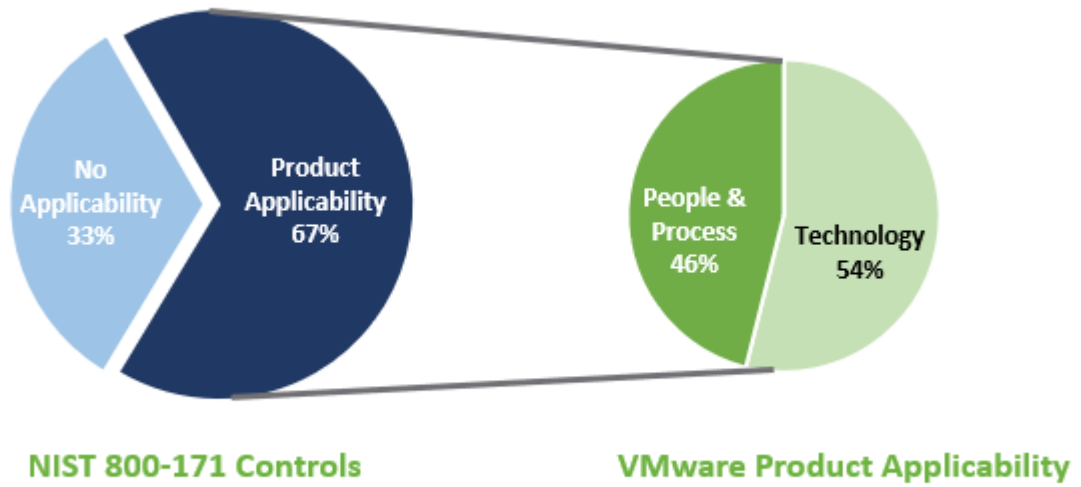 No
Applicability
33%
Product
Applicability
67%
People &
Process
46%
Technology
54%
NIST 800-171 Controls
VMware Product Applicability